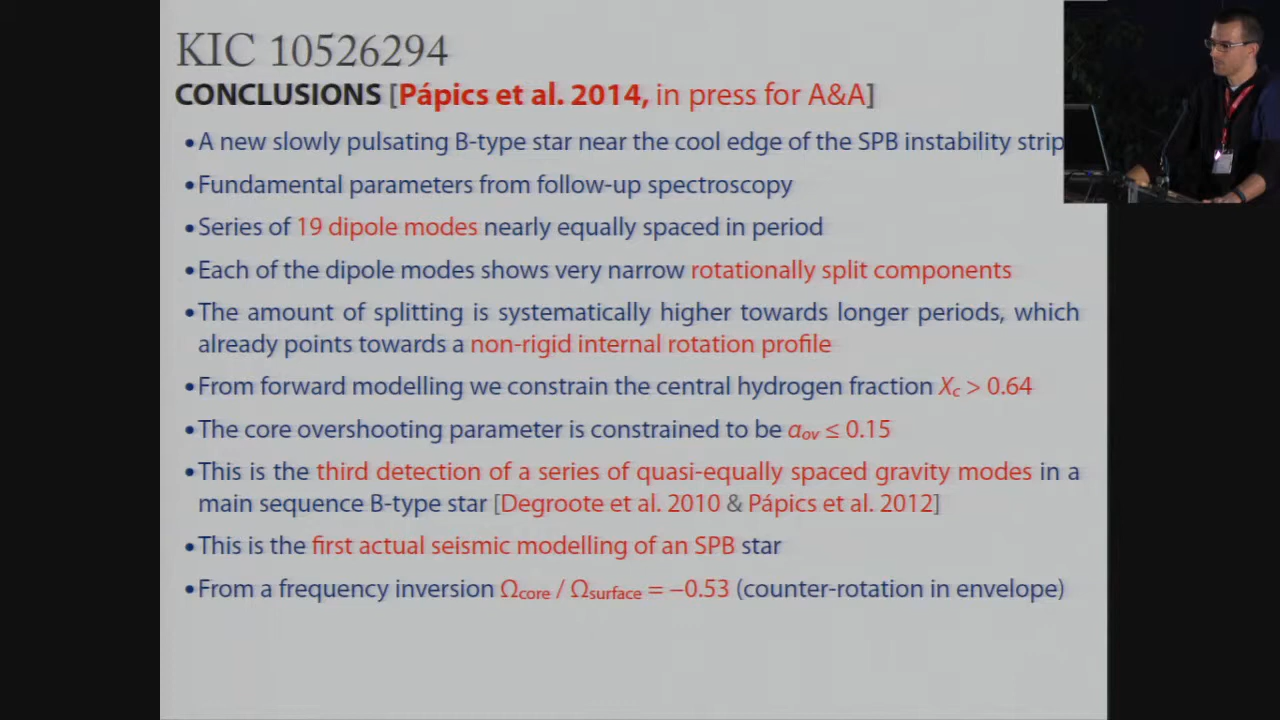 KIC 10526294
CONCLUSIONS [Pápics et al. 2014, in press for A&A]
• A new slowly pulsating B-type star near the cool edge of the SPB instability strip
• Fundamental parameters from follow-up spectroscopy
• Series of 19 dipole modes nearly equally spaced in period
• Each of the dipole modes shows very narrow rotationally split components
• The amount of splitting is systematically higher towards longer periods, which
already points towards a non-rigid internal rotation profile
• From forward modelling we constrain the central hydrogen fraction Xc > 0.64
• The core overshooting parameter is constrained to be αov ≤ 0.15
• This is the third detection of a series of quasi-equally spaced gravity modes in a
main sequence B-type star [Degroote et al. 2010 & Pápics et al. 2012]
• This is the first actual seismic modelling of an SPB star
• From a frequency inversion Ωcore / Ωsurface = −0.53 (counter-rotation in envelope)